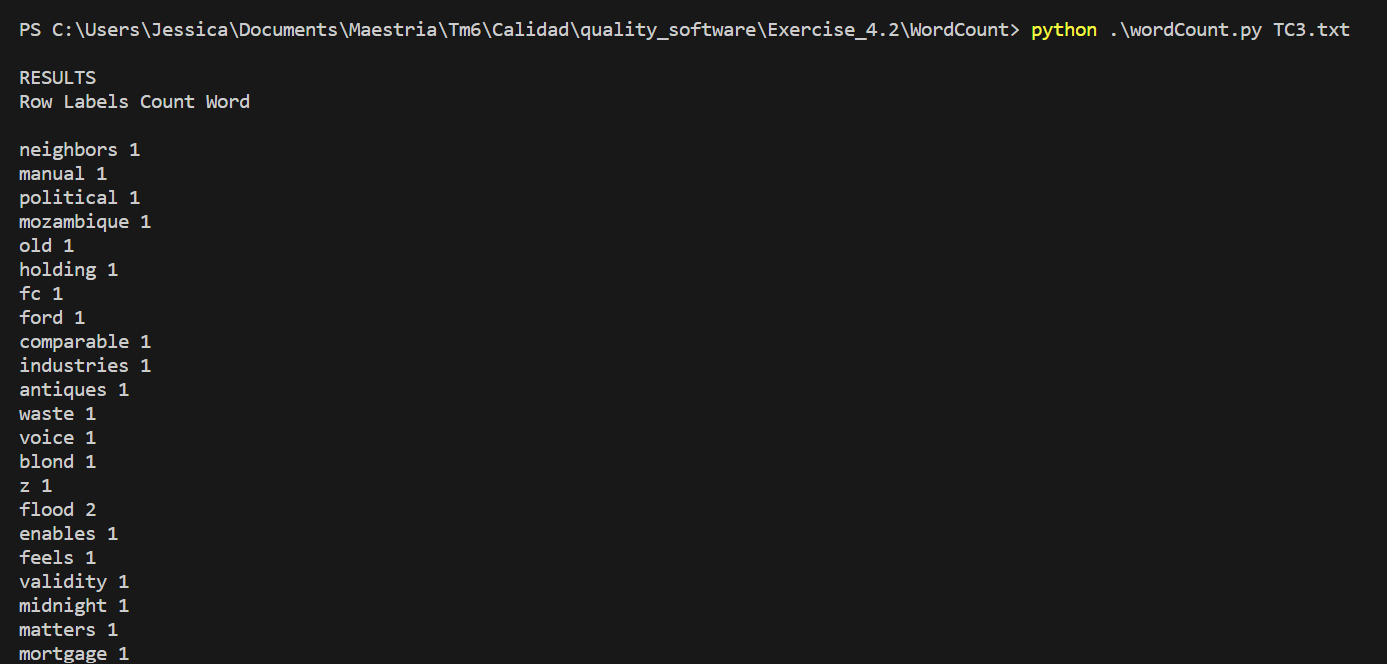 PS C:\Users\Jessica\Documents\Maestria\Tm6\Calidad\quality_software\Exercise_4.2\WordCount> python .\wordCount.py TC3.txt
RESULTS
Row Labels Count Word
neighbors 1
manual 1
political 1
mozambique 1
old 1
holding 1
fc 1
ford 1
comparable 1
industries 1
antiques 1
waste 1
voice 1
blond 1
z 1
flood 2
enables 1
feels 1
validity 1
midnight 1
matters 1
mortgage 1